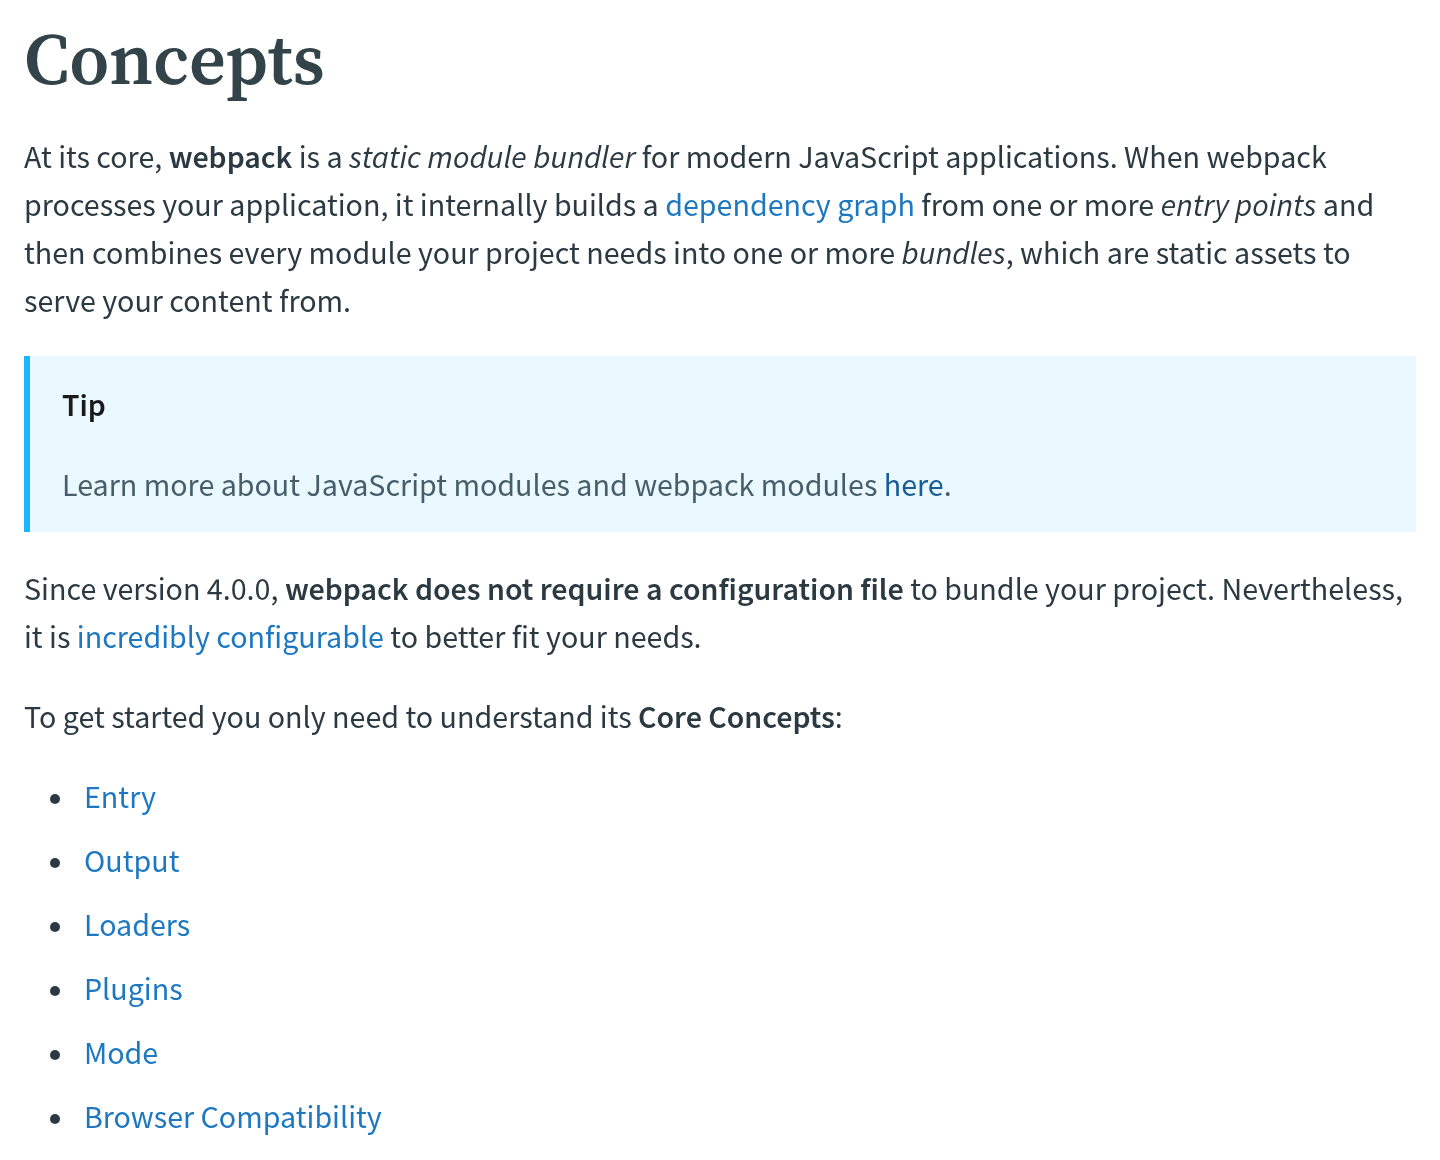 Concepts
At its core, webpack is a static module bundler for modern JavaScript applications. When webpack
processes your application, it internally builds a dependency graph from one or more entry points and
then combines every module your project needs into one or more bundles, which are static assets to
serve your content from.
Tip
Learn more about JavaScript modules and webpack modules here.
Since version 4.0.0, webpack does not require a configuration file to bundle your project. Nevertheless,
it is incredibly configurable to better fit your needs.
To get started you only need to understand its Core Concepts:
• Entry
• Output
• Loaders
• Plugins
• Mode
• Browser Compatibility